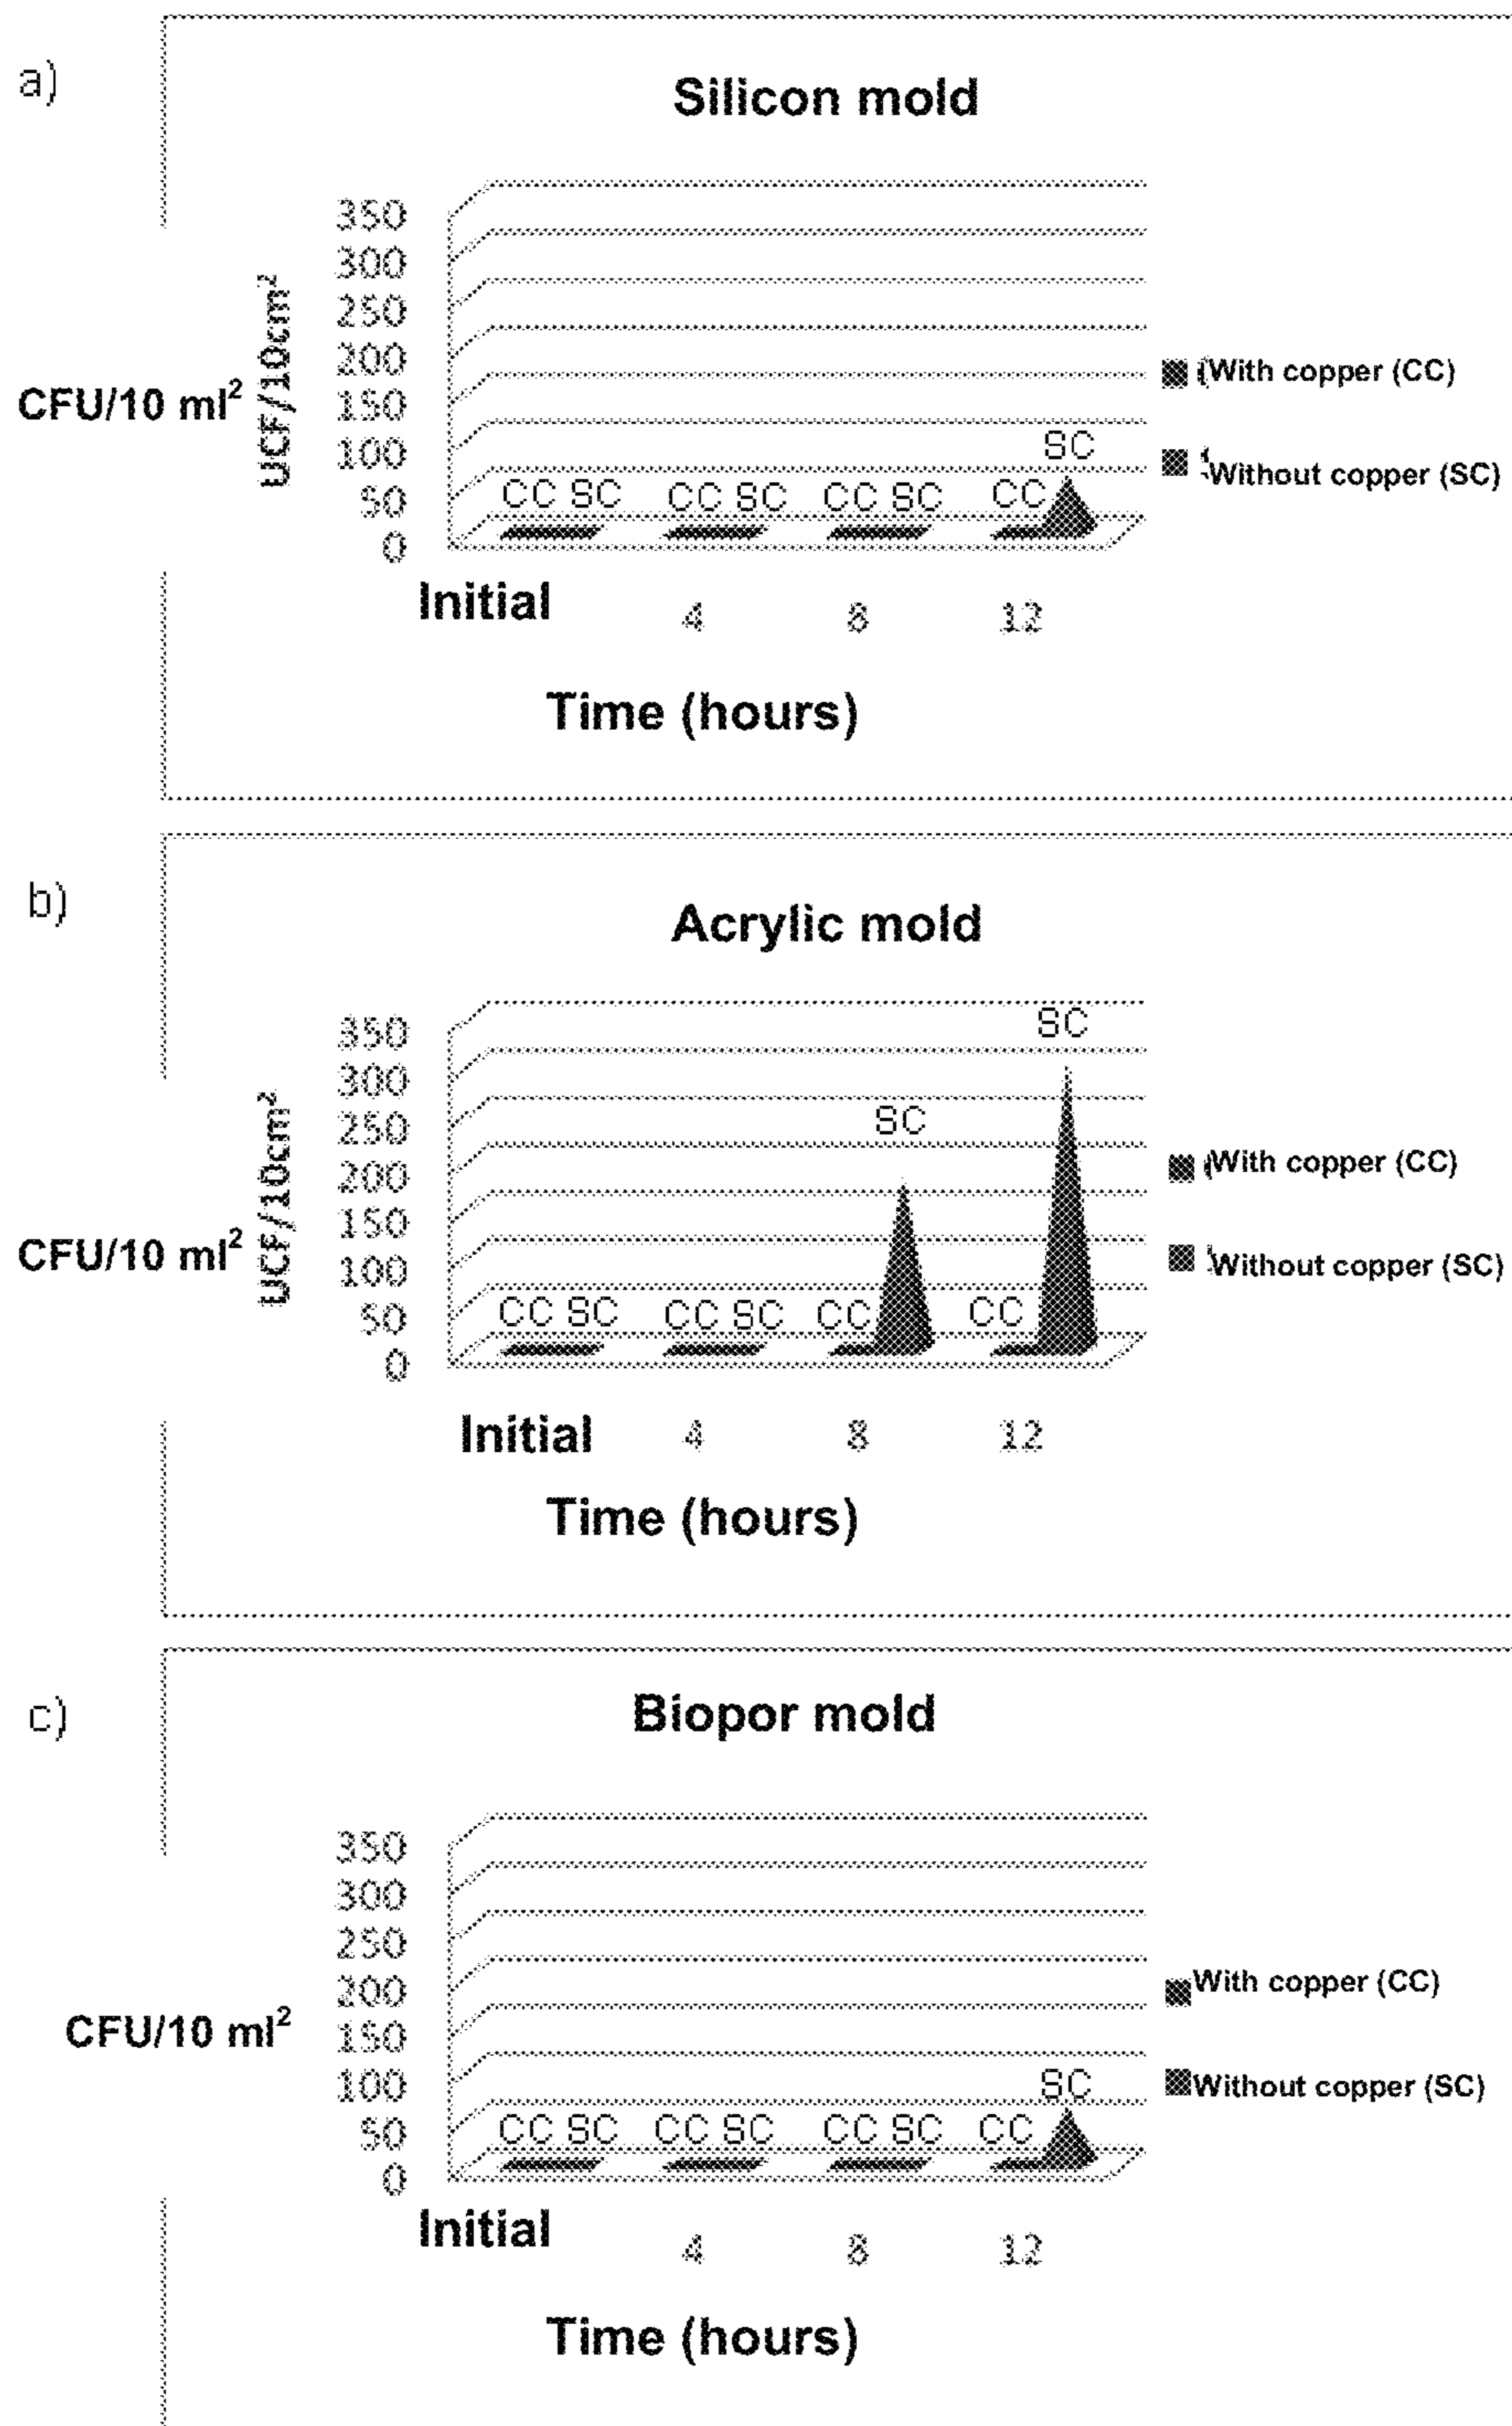 a)
Silicon mold
350
300
250
200
150
100
50
0
CFU/10 ml²
UCF/10cm²
CC SC CC SC CC SC CC SC
Initial 4 8 12
Time (hours)
With copper (CC)
Without copper (SC)
b)
Acrylic mold
350
300
250
200
150
100
50
0
CFU/10 ml²
UCF/10cm²
CC SC CC SC CC SC CC SC
Initial 4 8 12
Time (hours)
With copper (CC)
Without copper (SC)
c)
Biopor mold
350
300
250
200
150
100
50
0
CFU/10 ml²
CC SC CC SC CC SC CC SC
Initial 4 8 12
Time (hours)
With copper (CC)
Without copper (SC)